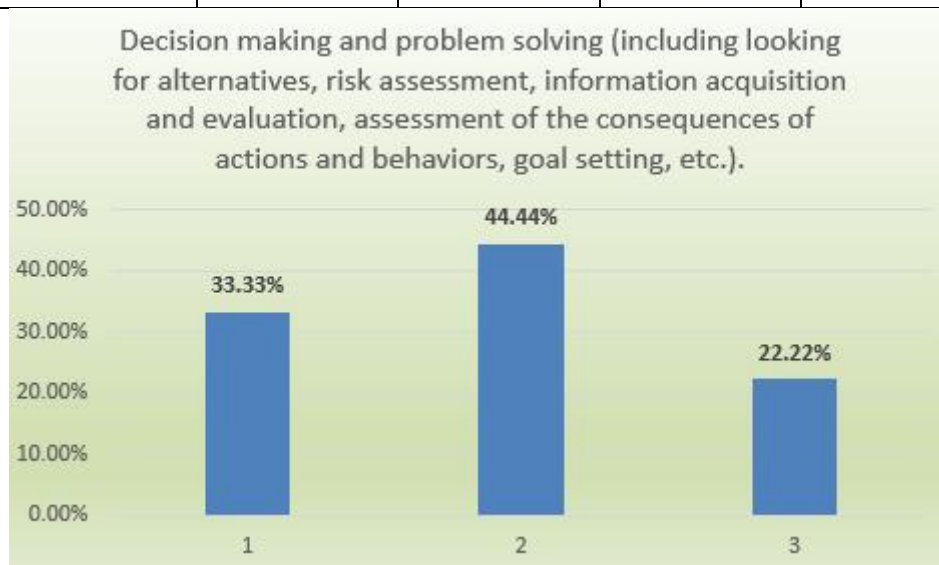 Decision making and problem solving (including looking
for alternatives, risk assessment, information acquisition
and evaluation, assessment of the consequences of
actions and behaviors, goal setting, etc.).
50.00%
44.44%
40.00%
33.33%
30.00%
22.22%
20.00%
10.00%
0.00%
1 2 3